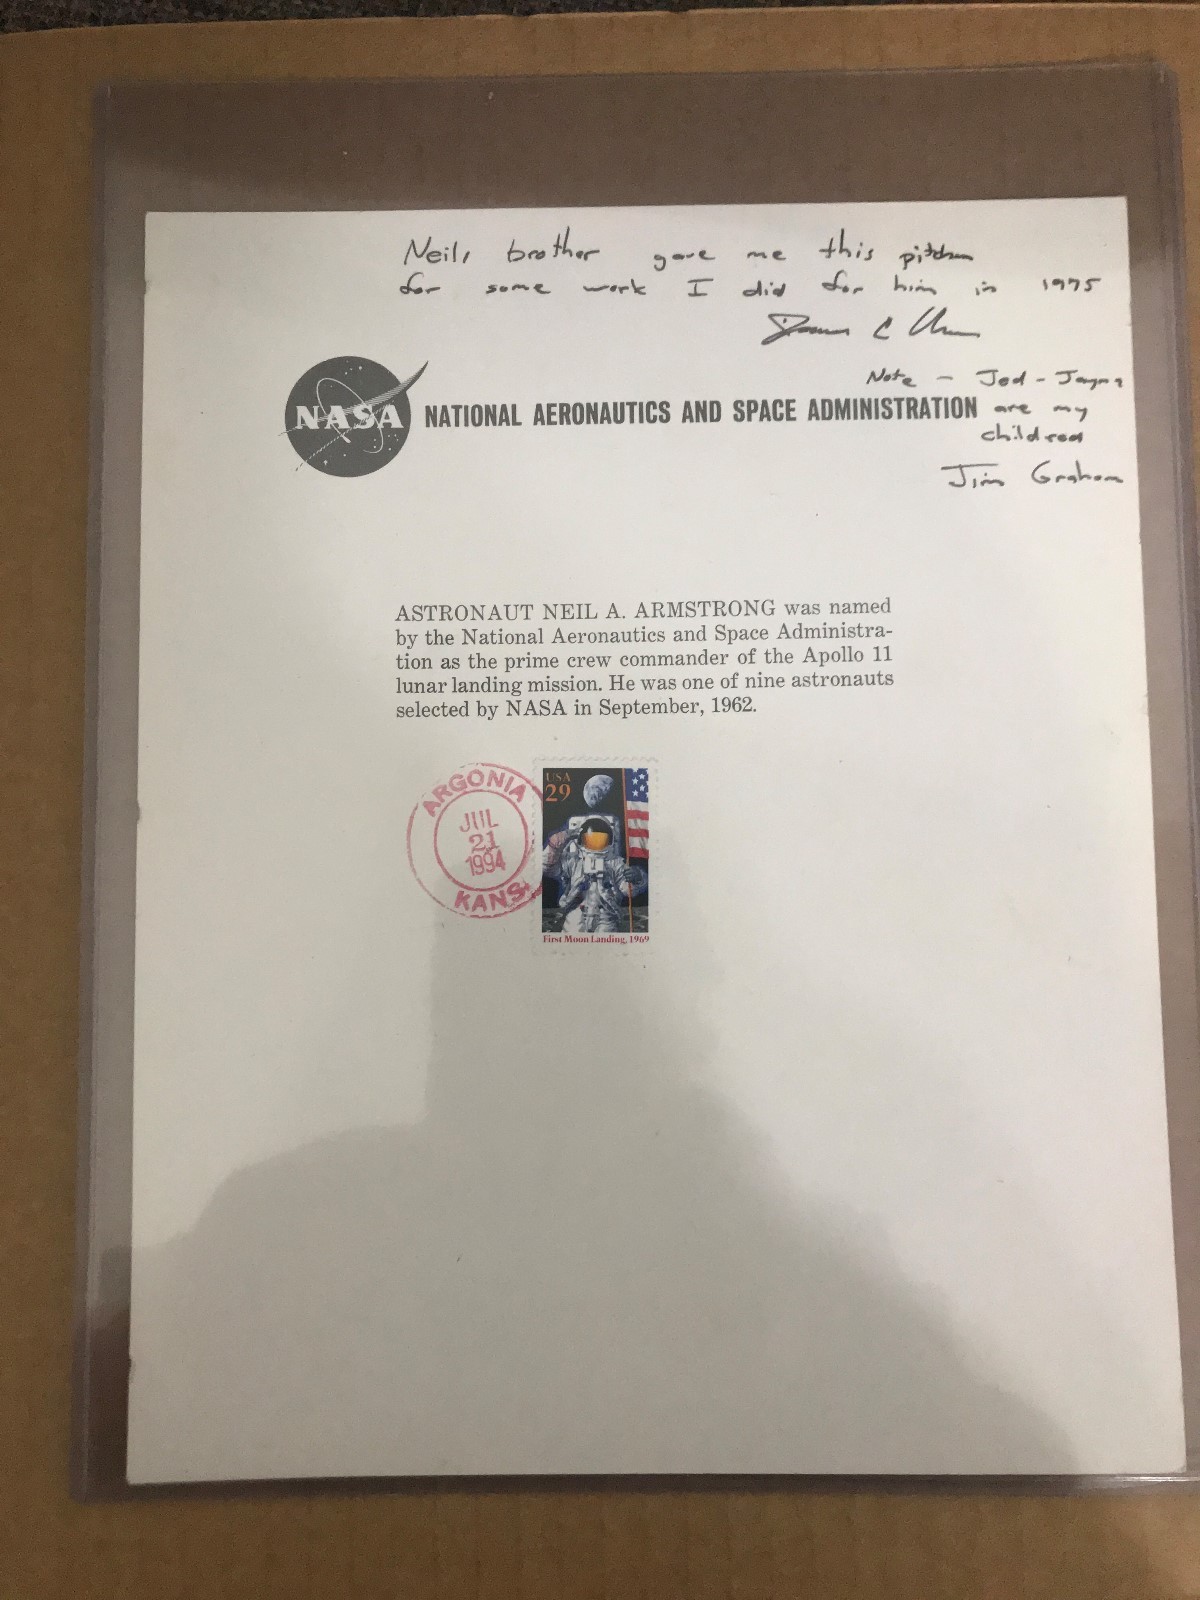 Neil, brother gave me this
for some work I did for him in 1975
Note - Jed - Jayna
are my
children
Jim Graham
NASA
NATIONAL AERONAUTICS AND SPACE ADMINISTRATION
ASTRONAUT NEIL A. ARMSTRONG was named
by the National Aeronautics and Space Administra-
tion as the prime crew commander of the Apollo 11
lunar landing mission. He was one of nine astronauts
selected by NASA in September, 1962.
ARGONIA
JUL
21
1994
KANS
USA
29
First Moon Landing, 1969